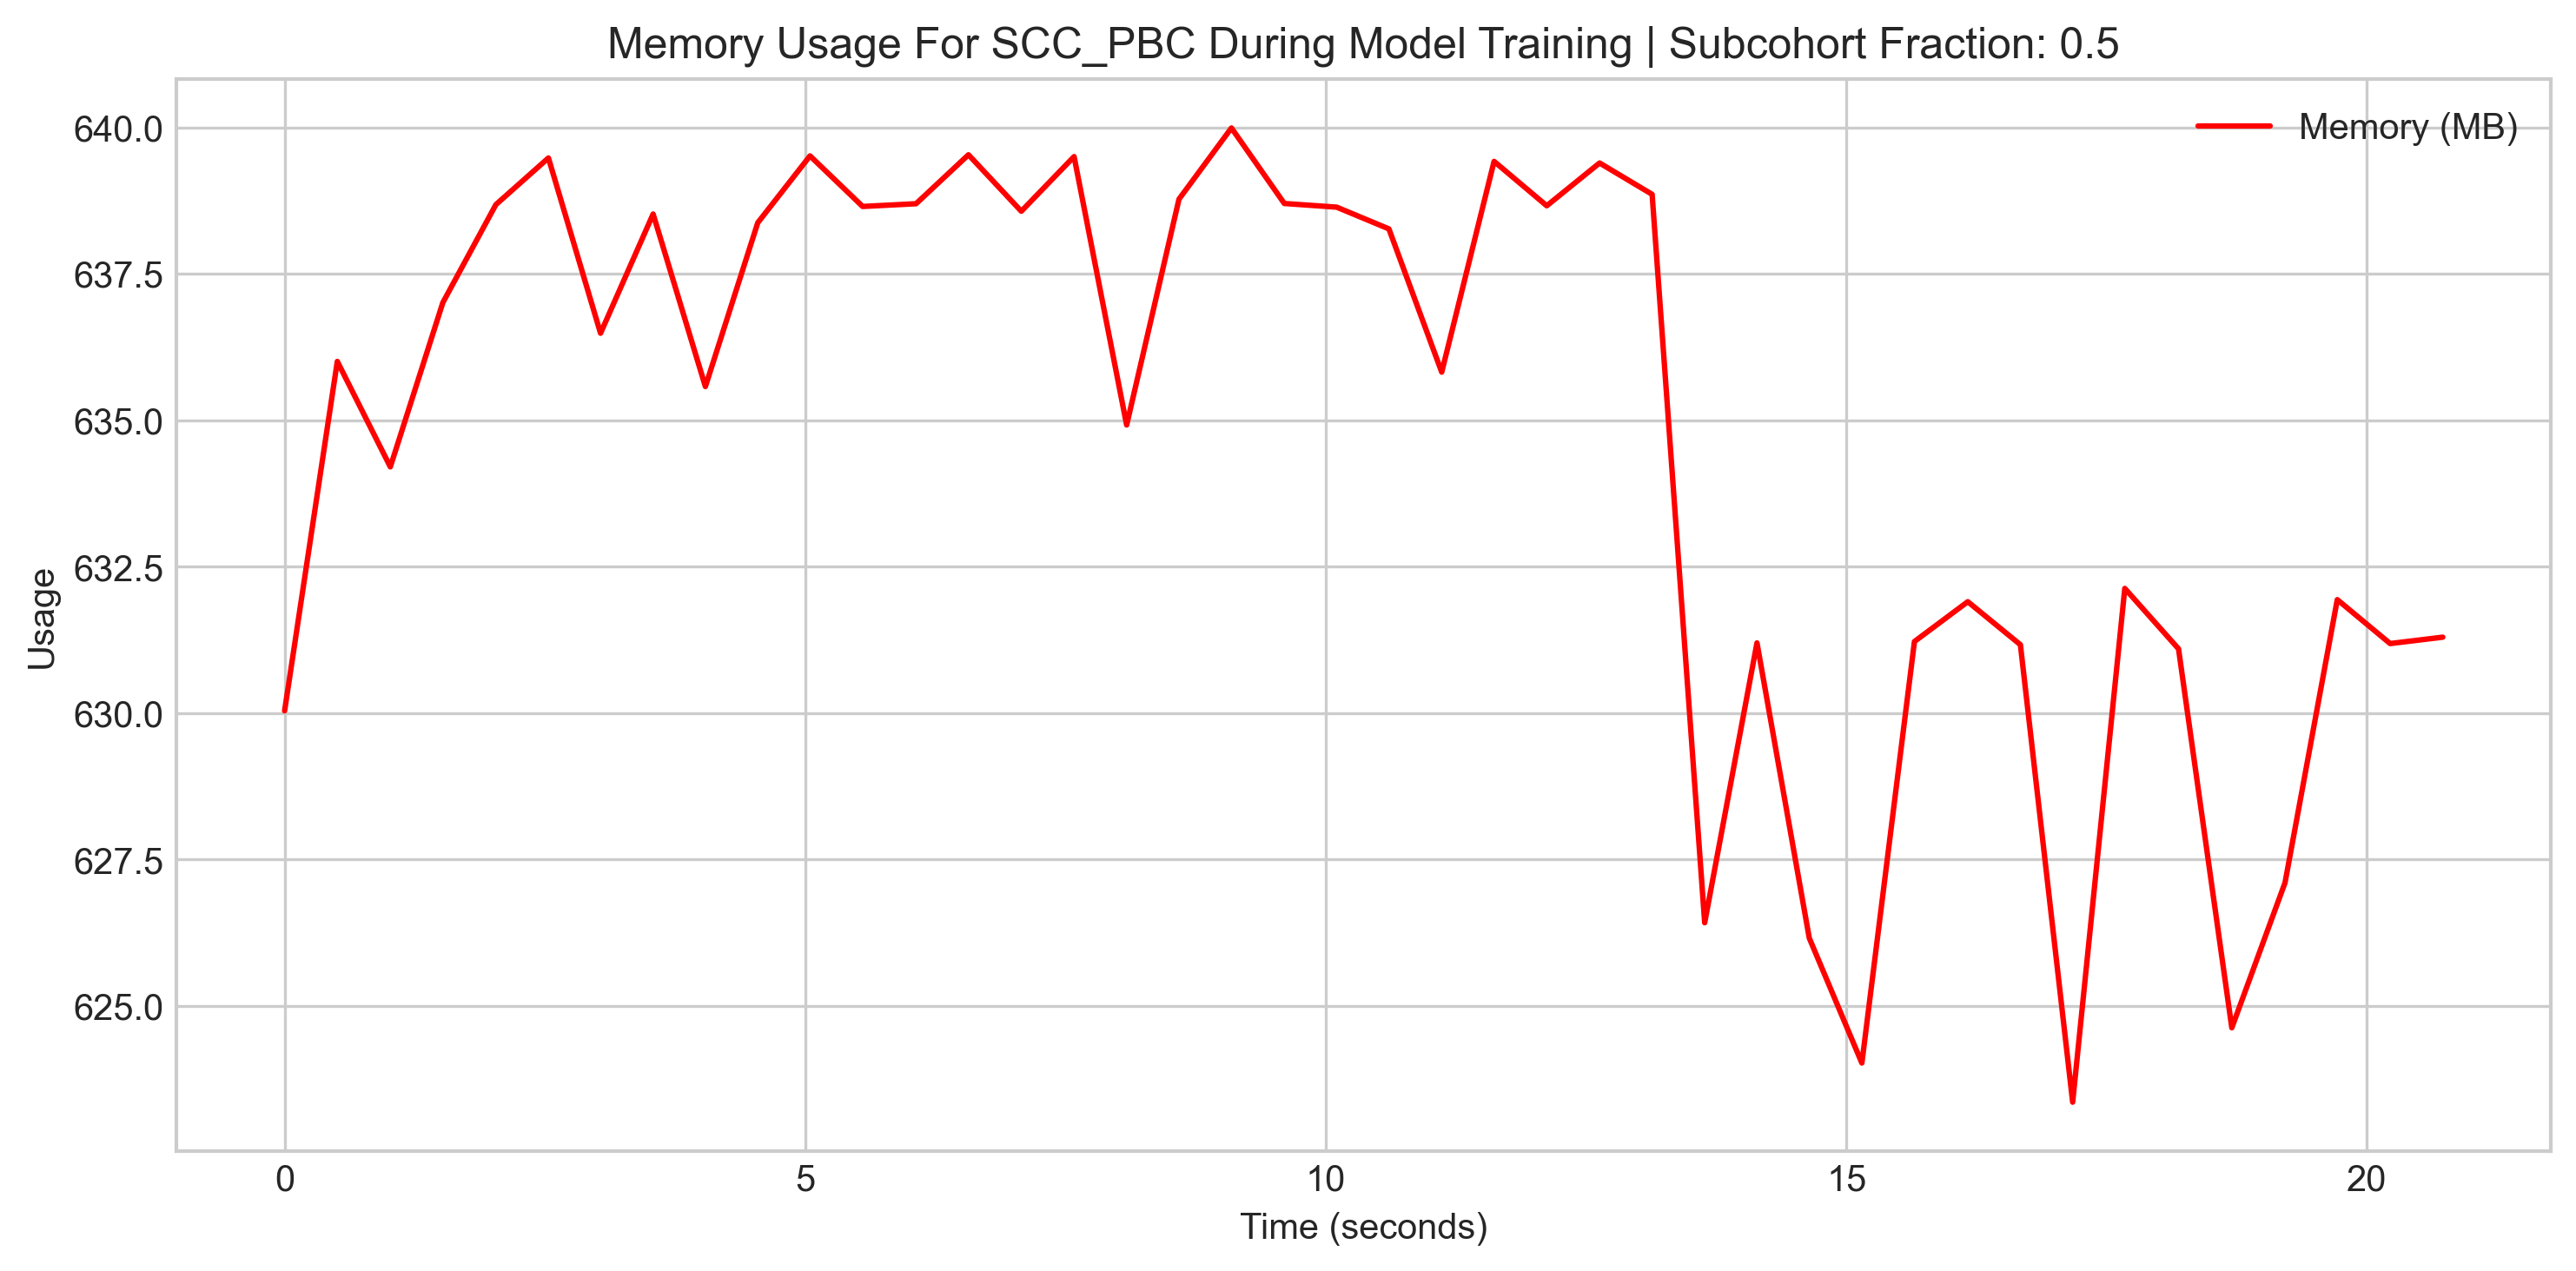 Memory Usage For SCC_PBC During Model Training | Subcohort Fraction: 0.5
Memory (MB)
640.0
637.5
635.0
632.5
630.0
627.5
625.0
Usage
0 5 10 15 20
Time (seconds)